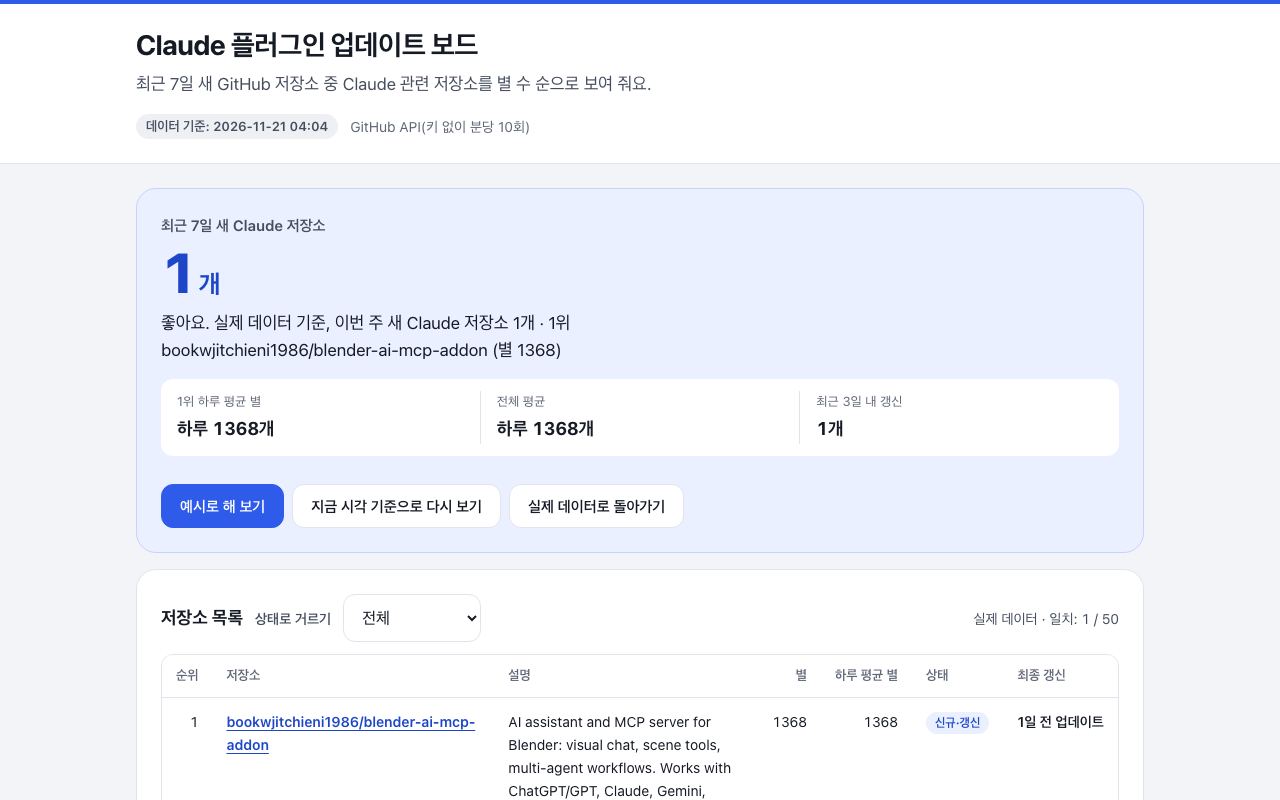 Claude 플러그인 업데이트 보드
최근 7일 새 GitHub 저장소 중 Claude 관련 저장소를 별 수 순으로 보여 줘요.
데이터 기준: 2026-11-21 04:04 GitHub API(키 없이 분당 10회)
최근 7일 새 Claude 저장소
1개
좋아요. 실제 데이터 기준, 이번 주 새 Claude 저장소 1개 · 1위
bookwjitchieni1986/blender-ai-mcp-addon (별 1368)
1위 하루 평균 별
하루 1368개
전체 평균
하루 1368개
최근 3일 내 갱신
1개
예시로 해 보기
지금 시각 기준으로 다시 보기
실제 데이터로 돌아가기
저장소 목록 상태로 거르기 전체 실제 데이터 · 일치: 1 / 50
순위 저장소 설명 별 하루 평균 별 상태 최종 갱신
1 bookwjitchieni1986/blender-ai-mcp- AI assistant and MCP server for 1368 1368 신규·갱신 1일 전 업데이트
addon Blender: visual chat, scene tools,
multi-agent workflows. Works with
ChatGPT/GPT, Claude, Gemini,